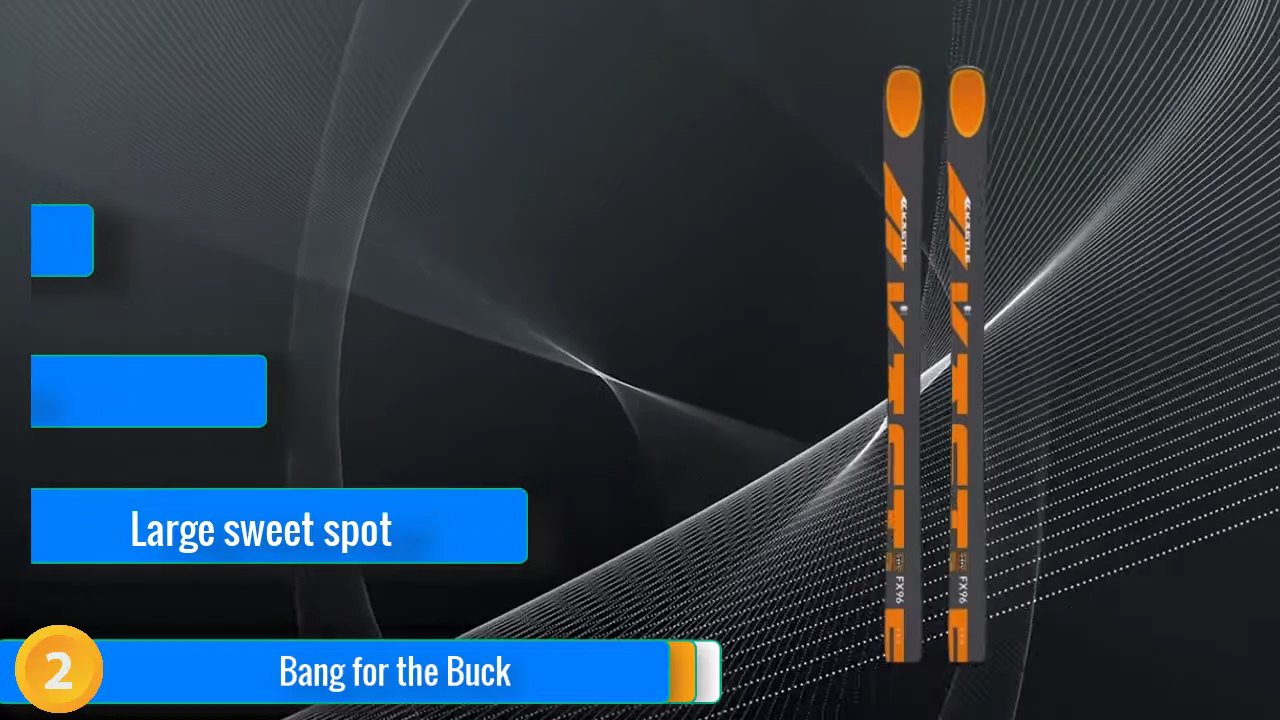 KÄSTLE
KÄSTLE
FX96
FX96
Large sweet spot
2
Bang for the Buck